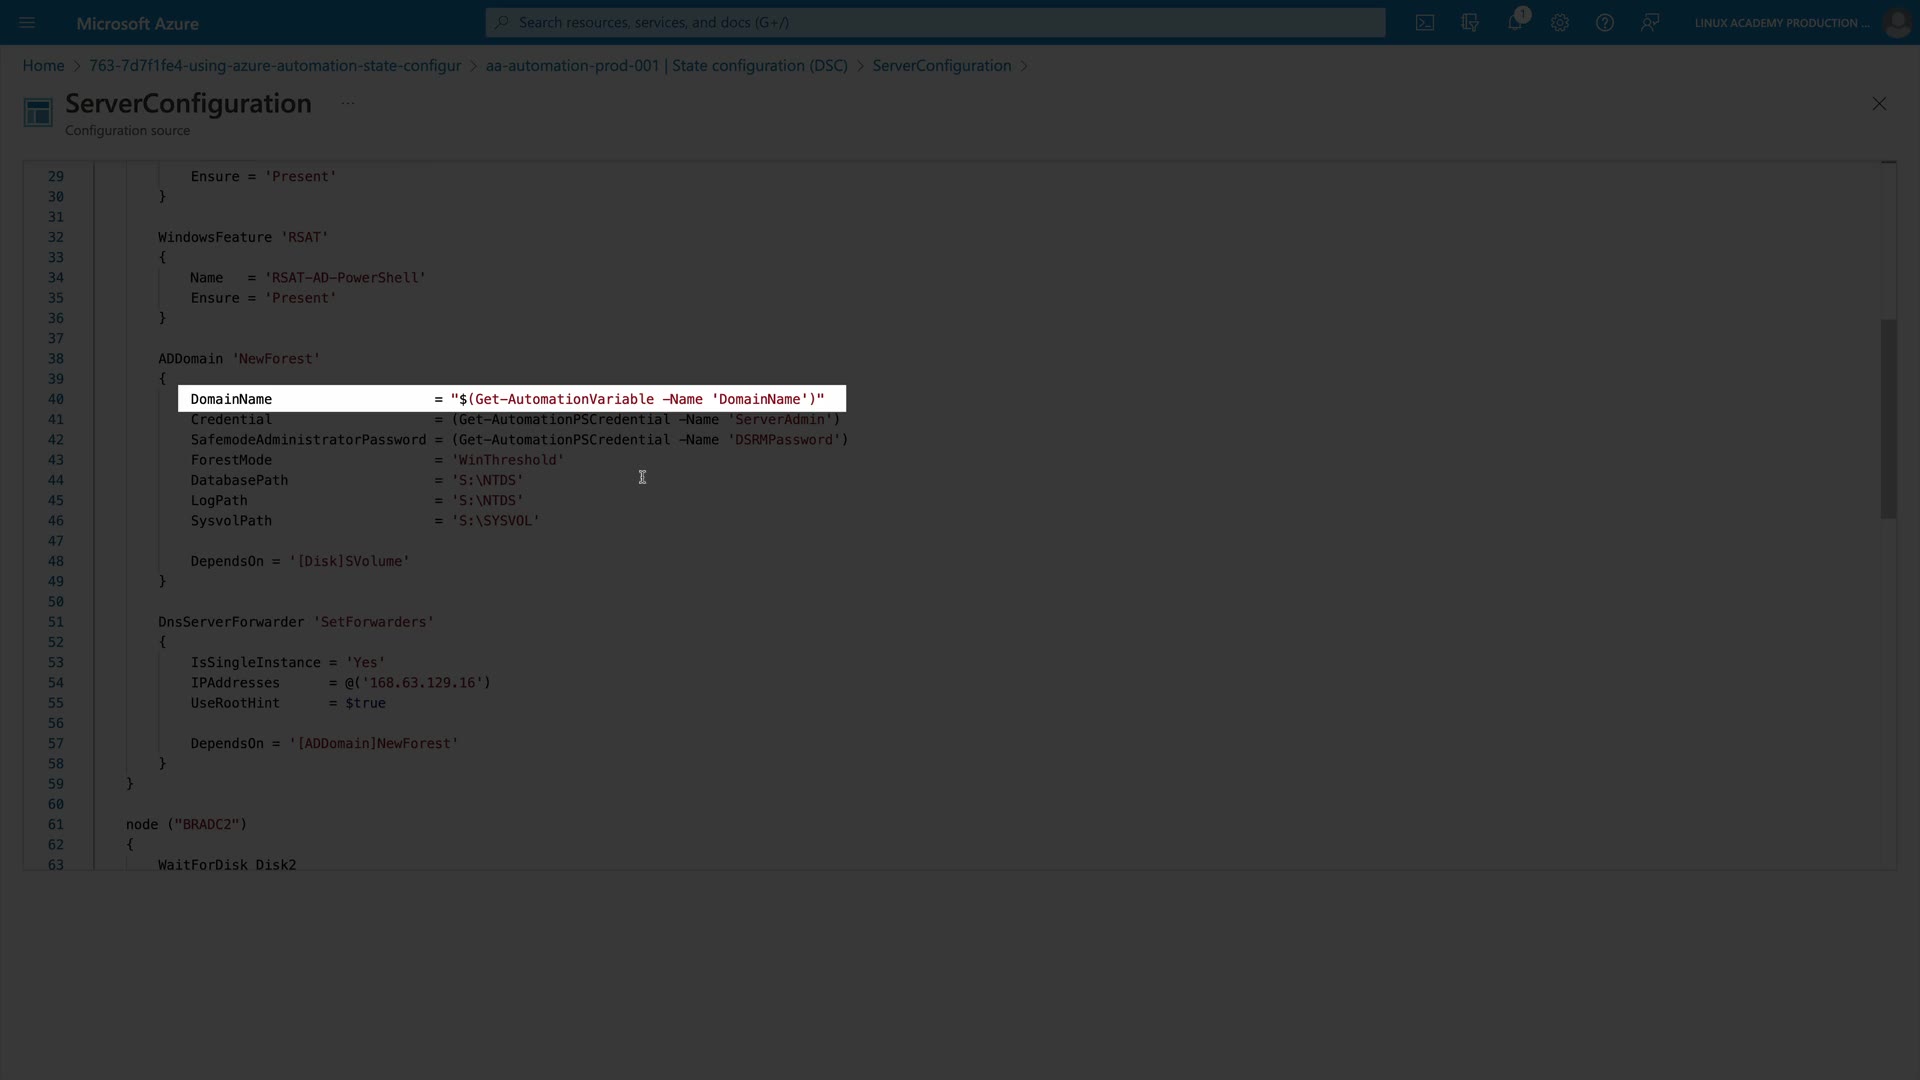 Microsoft Azure
Search resources, services, and docs (G+/)
1
LINUX ACADEMY PRODUCTION ...
Home > 763-7d7f1fe4-using-azure-automation-state-configur > aa-automation-prod-001 | State configuration (DSC) > ServerConfiguration >
ServerConfiguration ...
Configuration source
29 Ensure = 'Present'
30 }
31
32 WindowsFeature 'RSAT'
33 {
34 Name   = 'RSAT-AD-PowerShell'
35 Ensure = 'Present'
36 }
37
38 ADDomain 'NewForest'
39 {
40 DomainName                    = "$(Get-AutomationVariable -Name 'DomainName')"
41 Credential                    = (Get-AutomationPSCredential -Name 'ServerAdmin')
42 SafemodeAdministratorPassword = (Get-AutomationPSCredential -Name 'DSRMPassword')
43 ForestMode                    = 'WinThreshold'
44 DatabasePath                  = 'S:\NTDS'
45 LogPath                       = 'S:\NTDS'
46 SysvolPath                    = 'S:\SYSVOL'
47
48 DependsOn = '[Disk]SVolume'
49 }
50
51 DnsServerForwarder 'SetForwarders'
52 {
53 IsSingleInstance = 'Yes'
54 IPAddresses      = @('168.63.129.16')
55 UseRootHint      = $true
56
57 DependsOn = '[ADDomain]NewForest'
58 }
59 }
60
61 node ("BRADC2")
62 {
63 WaitForDisk Disk2